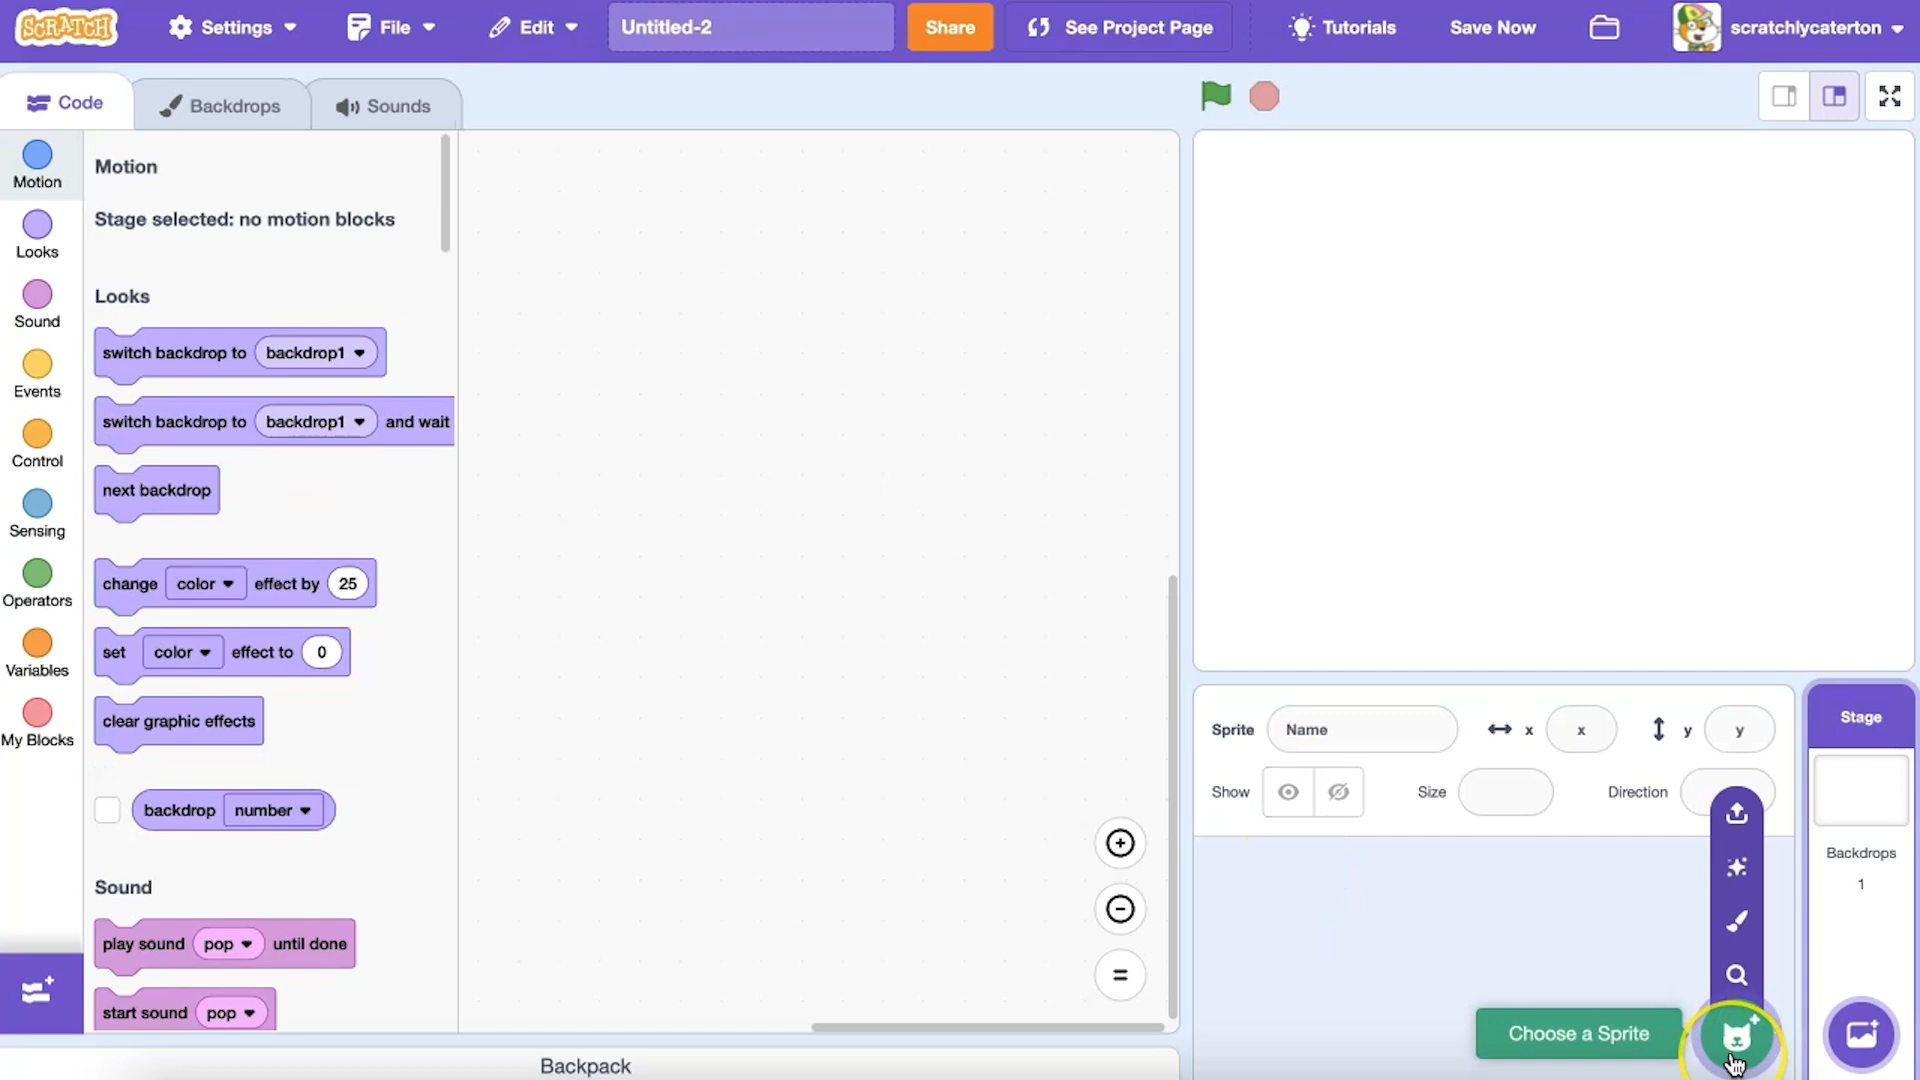 SCRATCH
Settings
File
Edit
Untitled-2
Share
See Project Page
Tutorials
Save Now
scratchlycaterton
Code
Backdrops
Sounds
Motion
Looks
Sound
Events
Control
Sensing
Operators
Variables
My Blocks
Motion
Stage selected: no motion blocks
Looks
switch backdrop to backdrop1
switch backdrop to backdrop1 and wait
next backdrop
change color effect by 25
set color effect to 0
clear graphic effects
backdrop number
Sound
play sound pop until done
start sound pop
Backpack
Sprite Name x x y y
Show Size Direction
Choose a Sprite
Stage
Backdrops
1